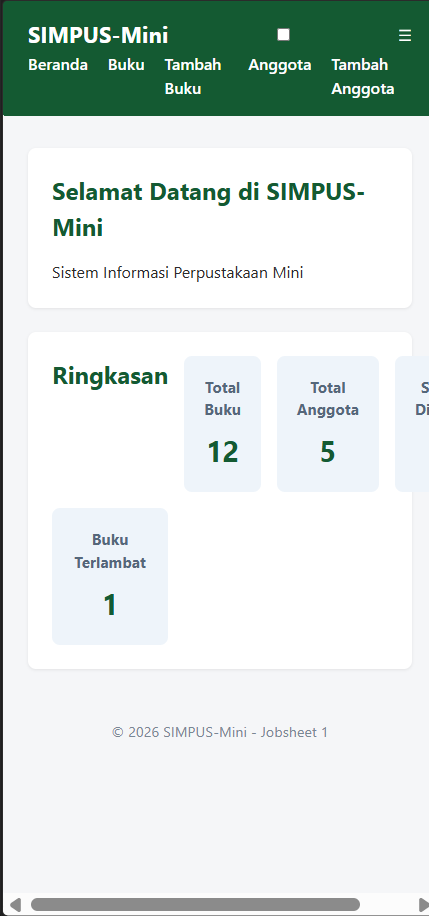 SIMPUS-Mini ☰
Beranda Buku Tambah Buku Anggota Tambah Anggota
Selamat Datang di SIMPUS-
Mini
Sistem Informasi Perpustakaan Mini
Ringkasan
Total
Buku
12
Total
Anggota
5
Buku
Terlambat
1
© 2026 SIMPUS-Mini - Jobsheet 1